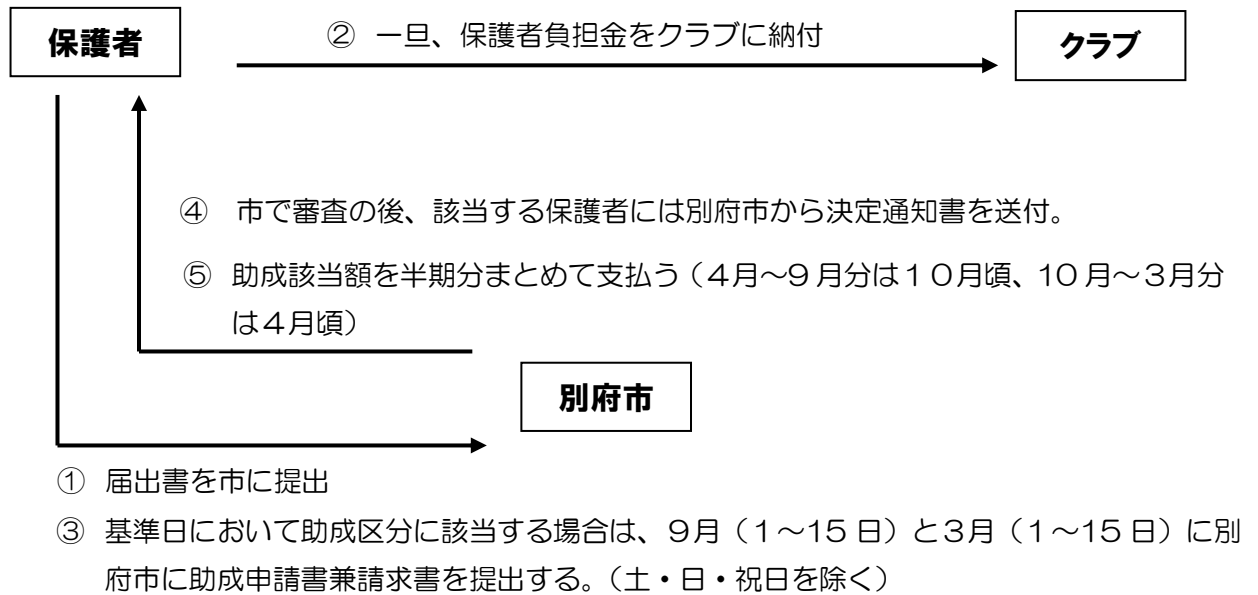 保護者
② 一旦、保護者負担金をクラブに納付
クラブ
④ 市で審査の後、該当する保護者には別府市から決定通知書を送付。
⑤ 助成該当額を半期分まとめて支払う（４月～９月分は１０月頃、10月～３月分
は４月頃）
別府市
① 届出書を市に提出
③ 基準日において助成区分に該当する場合は、９月（１～15日）と３月（１～15日）に別
府市に助成申請書兼請求書を提出する。（土・日・祝日を除く）